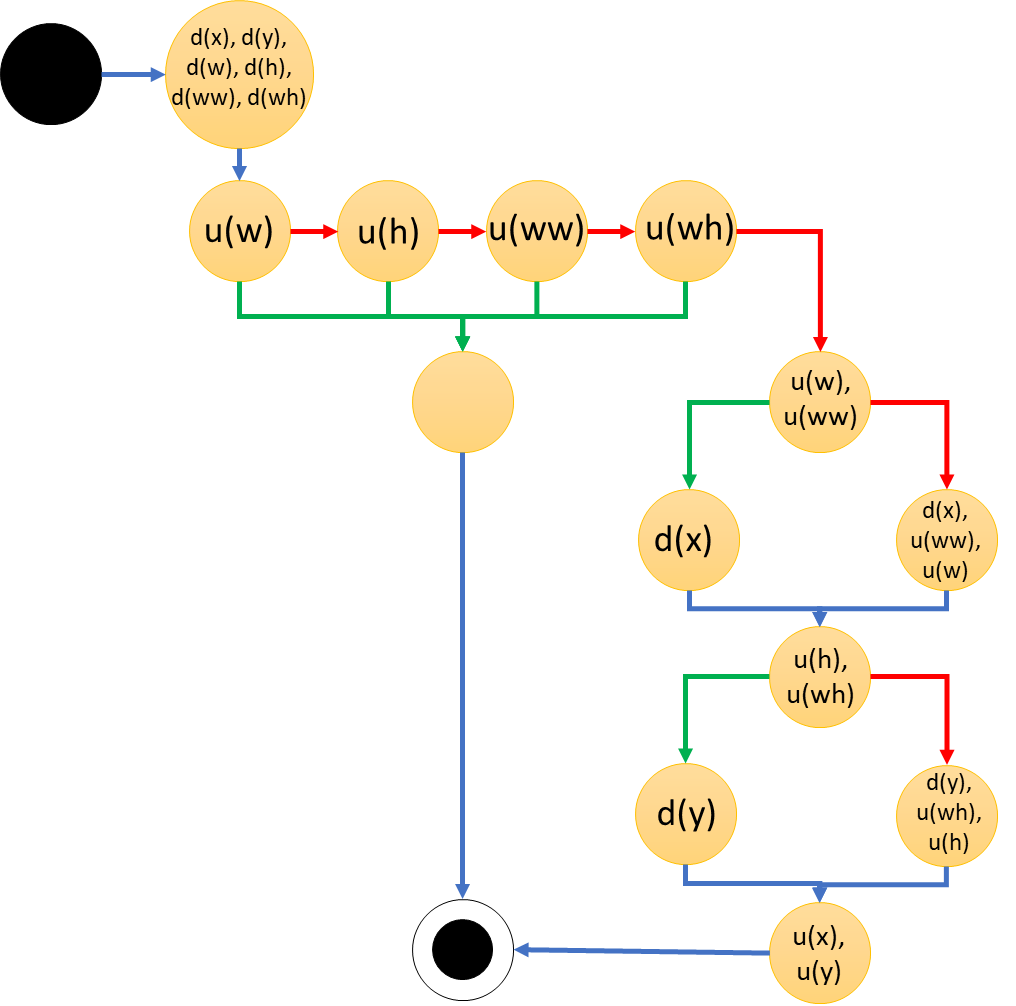 d(x), d(y),
d(w), d(h),
d(ww), d(wh)
u(w)
u(h)
u(ww)
u(wh)
u(w),
u(ww)
d(x)
d(x),
u(ww),
u(w)
u(h),
u(wh)
d(y)
d(y),
u(wh),
u(h)
u(x),
u(y)